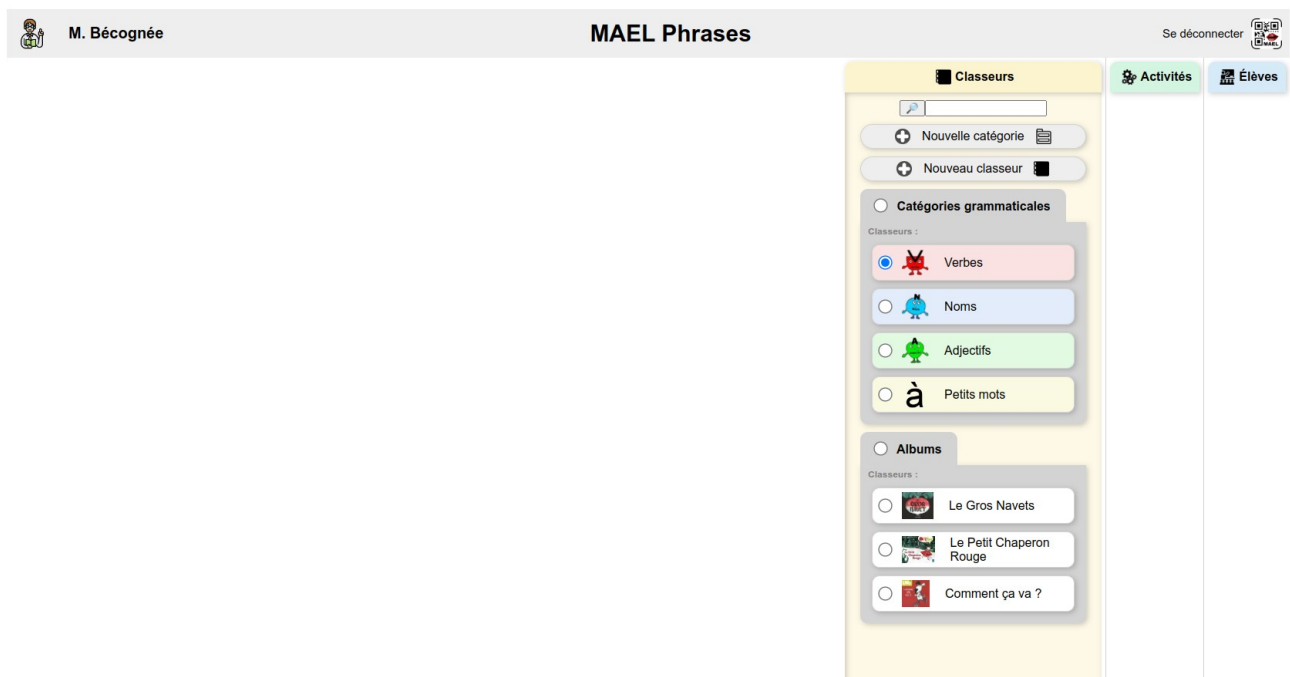 M. Bécognée
MAEL Phrases
Se déconnecter
MAEL
Classeurs
Activités
Élèves
Nouvelle catégorie
Nouveau classeur
Catégories grammaticales
Classeurs :
V
Verbes
N
Noms
A
Adjectifs
à
Petits mots
Albums
Classeurs :
Le Gros Navets
Le Petit Chaperon
Rouge
Comment ça va ?